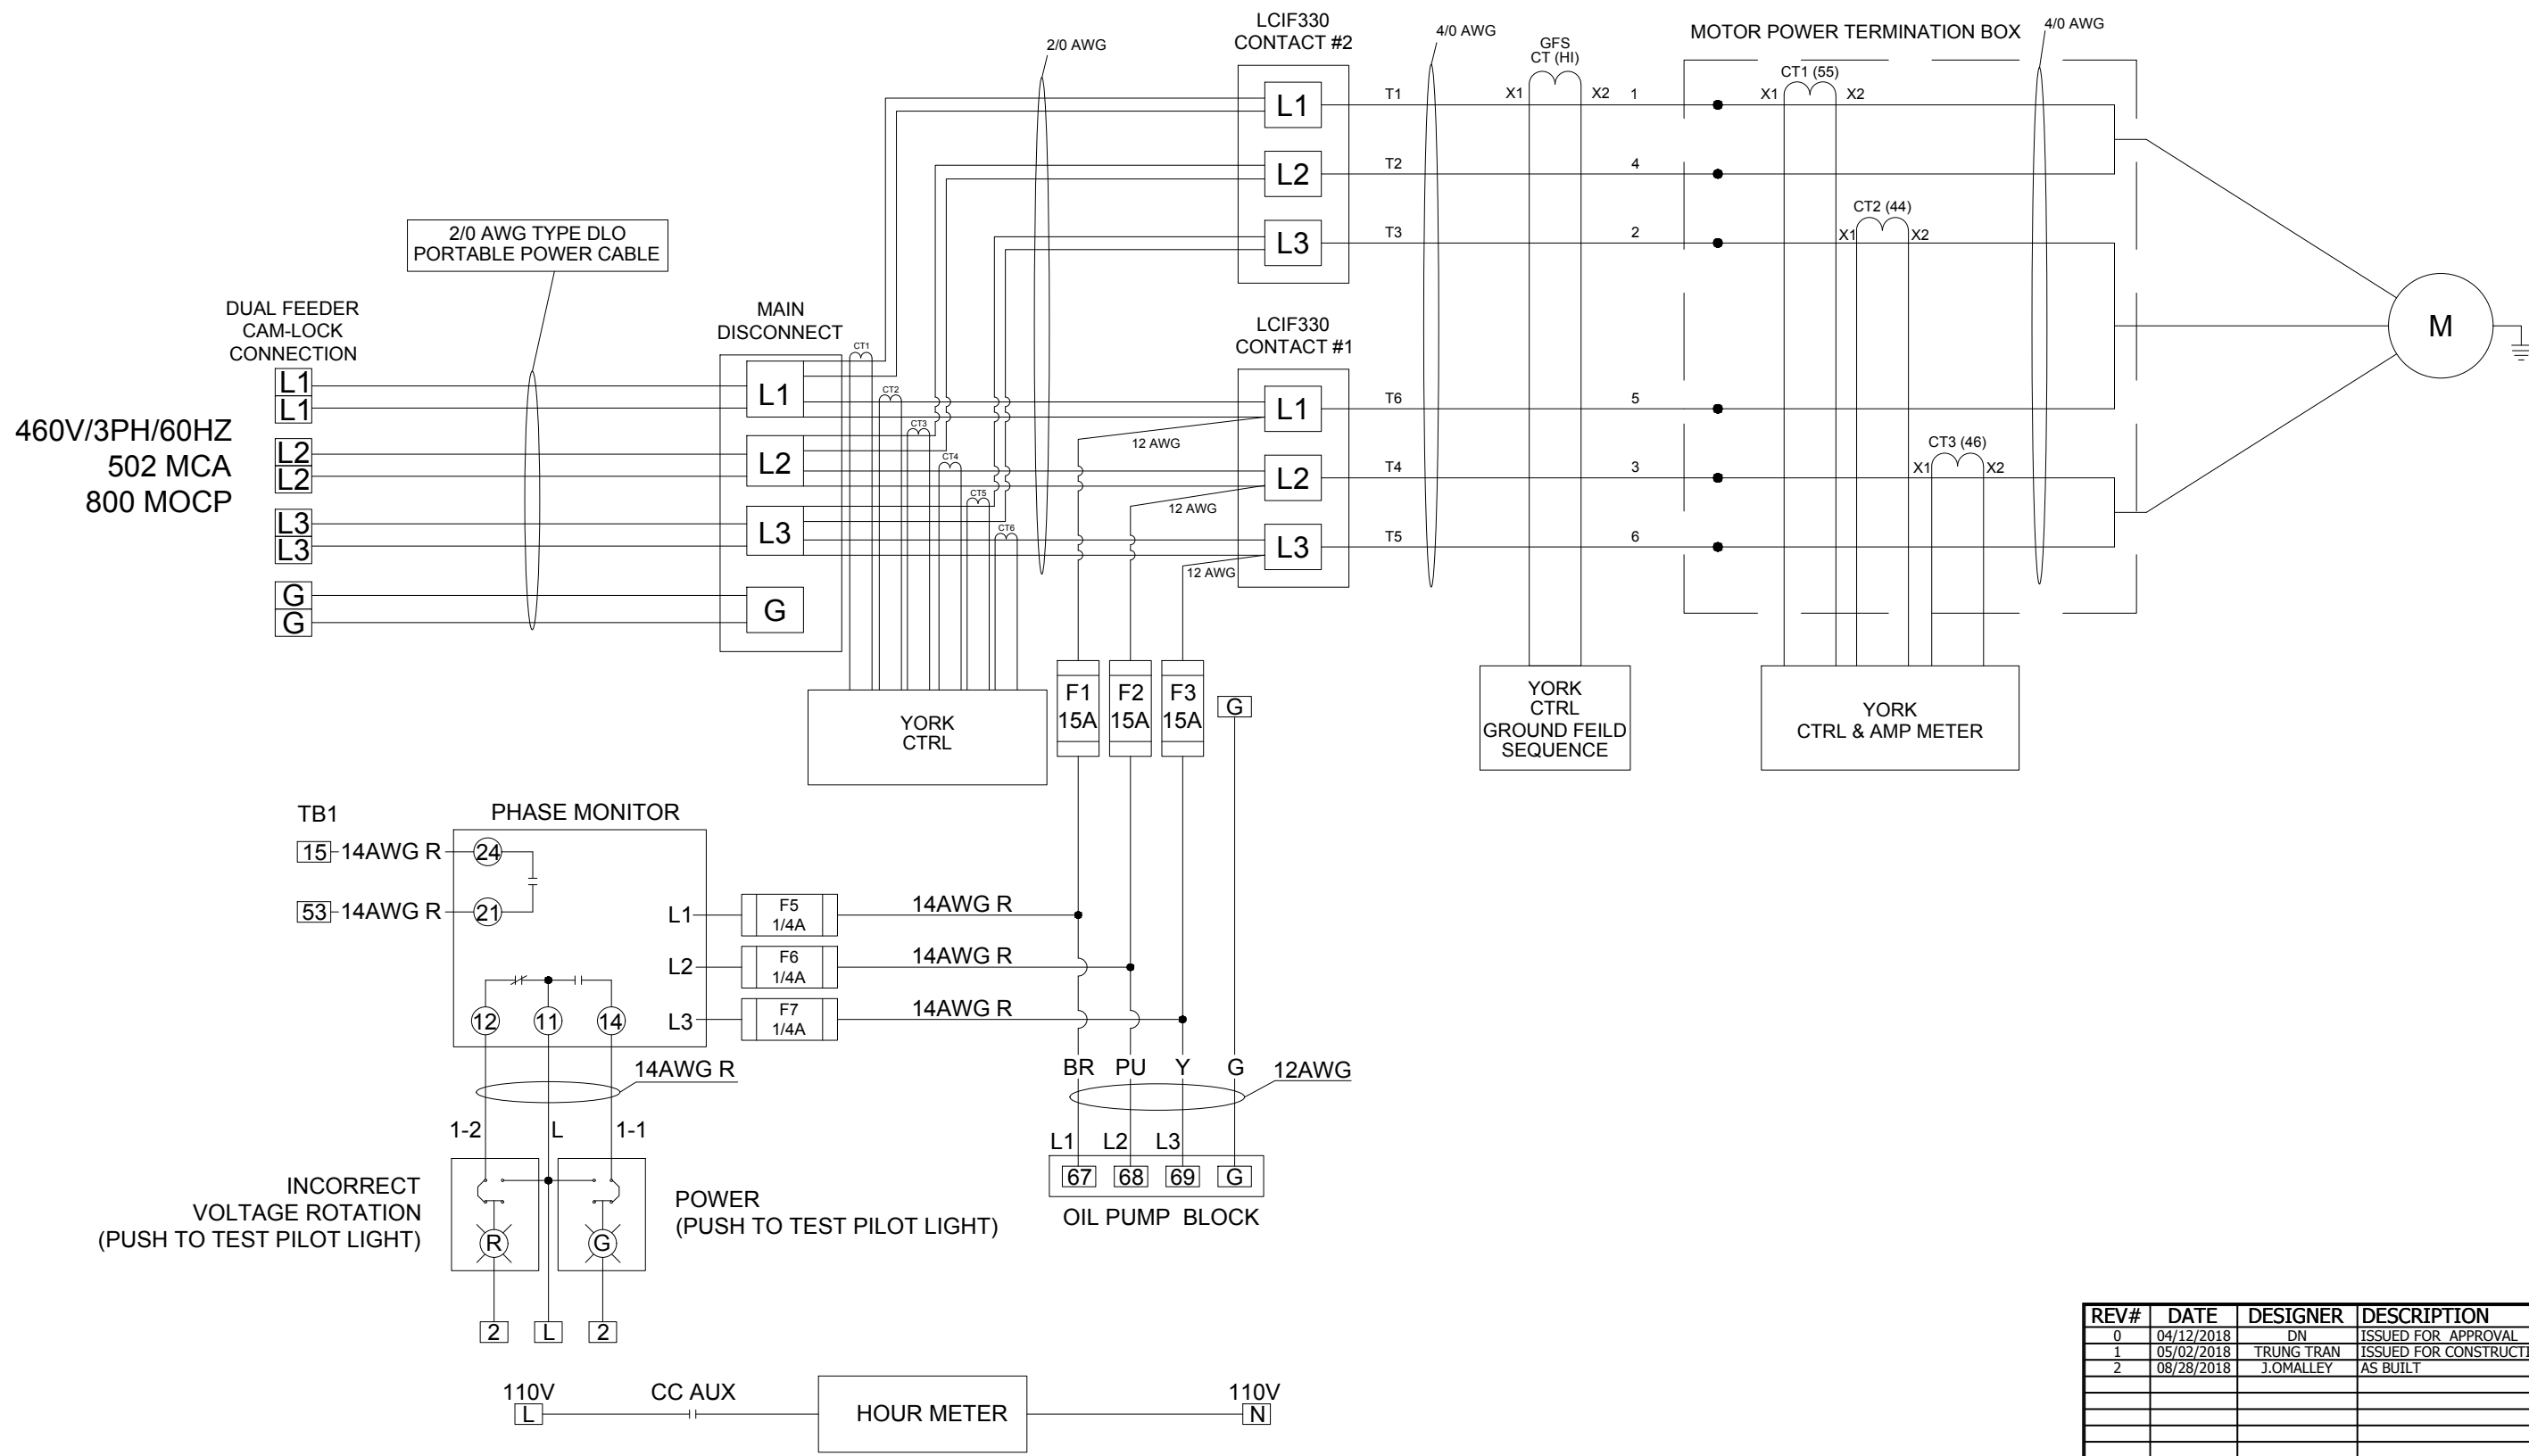 LCIF330
CONTACT #2
2/0 AWG
4/0 AWG
GFS
CT (HI)
MOTOR POWER TERMINATION BOX
4/0 AWG
CT1 (55)
X1
X2
1
X1
X2
L1
T1
L2
T2
4
CT2 (44)
X1
X2
L3
T3
2
2/0 AWG TYPE DLO
PORTABLE POWER CABLE
DUAL FEEDER
CAM-LOCK
CONNECTION
MAIN
DISCONNECT
LCIF330
CONTACT #1
M
CT1
CT2
CT3
CT4
CT5
CT6
L1
L1
L2
L2
L3
L3
G
G
460V/3PH/60HZ
502 MCA
800 MOCP
L1
L2
L3
G
12 AWG
12 AWG
12 AWG
L1
T6
5
L2
T4
3
CT3 (46)
X1
X2
L3
T5
6
YORK
CTRL
F1
15A
F2
15A
F3
15A
G
YORK
CTRL
GROUND FEILD
SEQUENCE
YORK
CTRL & AMP METER
TB1
PHASE MONITOR
15
14AWG R
24
53
14AWG R
21
L1
F5
1/4A
14AWG R
L2
F6
1/4A
14AWG R
L3
F7
1/4A
14AWG R
12
11
14
14AWG R
BR
PU
Y
G
12AWG
1-2
L
1-1
L1
L2
L3
67
68
69
G
OIL PUMP BLOCK
INCORRECT
VOLTAGE ROTATION
(PUSH TO TEST PILOT LIGHT)
R
G
POWER
(PUSH TO TEST PILOT LIGHT)
2
L
2
110V
L
CC AUX
HOUR METER
110V
N
REV# DATE DESIGNER DESCRIPTION
0 04/12/2018 DN ISSUED FOR APPROVAL
1 05/02/2018 TRUNG TRAN ISSUED FOR CONSTRUCTI
2 08/28/2018 J.OMALLEY AS BUILT